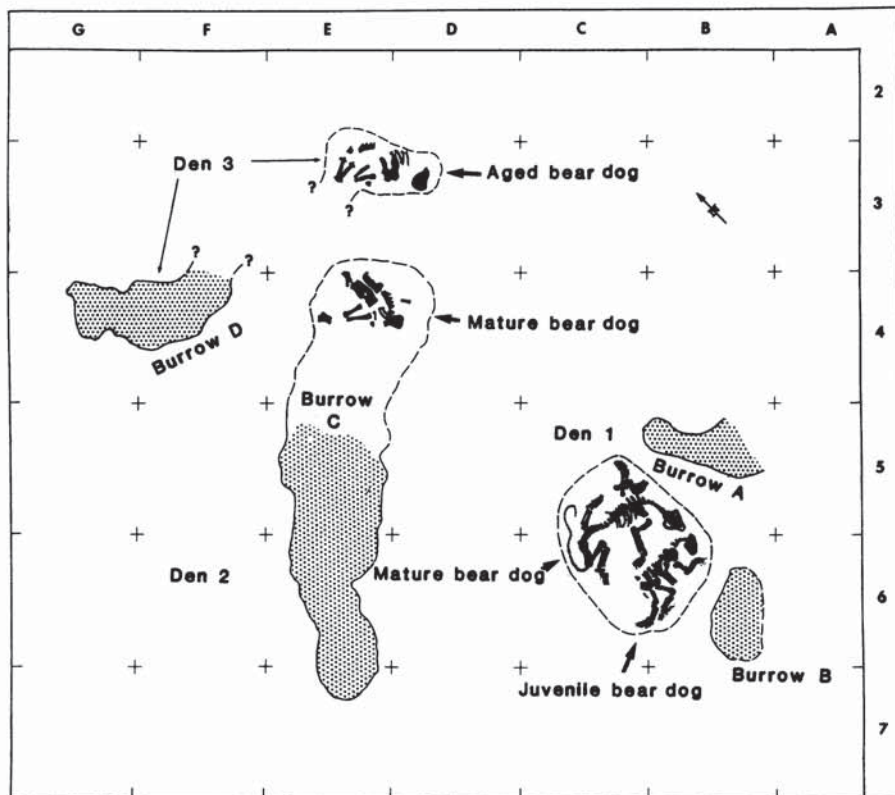 G F E D C B A
2
Den 3
Aged bear dog
?
?
3
?
?
Mature bear dog
Burrow D
4
Burrow
C
Den 1
5
Burrow A
Den 2
Mature bear dog
6
Juvenile bear dog
Burrow B
7